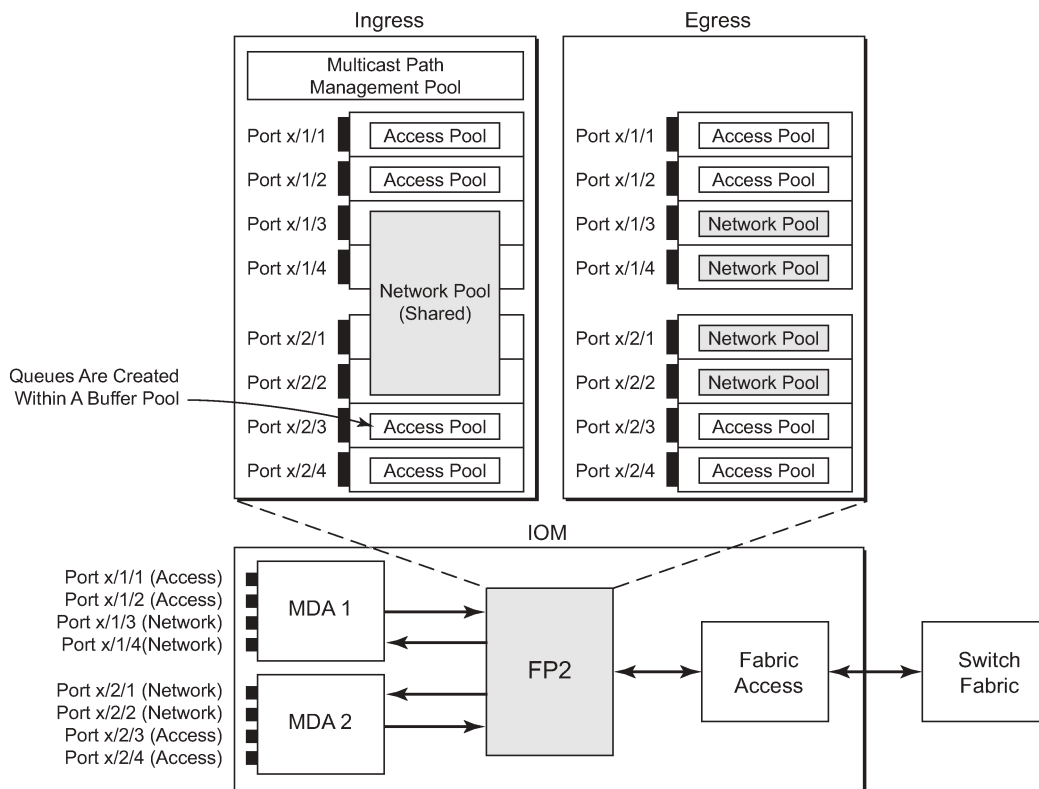 Ingress
Egress
Multicast Path
Management Pool
Port x/1/1
Access Pool
Port x/1/2
Access Pool
Port x/1/3
Port x/1/4
Network Pool
(Shared)
Port x/2/1
Port x/2/2
Port x/2/3
Access Pool
Port x/2/4
Access Pool
Queues Are Created
Within A Buffer Pool
Port x/1/1
Access Pool
Port x/1/2
Access Pool
Port x/1/3
Network Pool
Port x/1/4
Network Pool
Port x/2/1
Network Pool
Port x/2/2
Network Pool
Port x/2/3
Access Pool
Port x/2/4
Access Pool
IOM
Port x/1/1 (Access)
Port x/1/2 (Access)
Port x/1/3 (Network)
Port x/1/4(Network)
MDA 1
Port x/2/1 (Network)
Port x/2/2 (Network)
Port x/2/3 (Access)
Port x/2/4 (Access)
MDA 2
FP2
Fabric
Access
Switch
Fabric